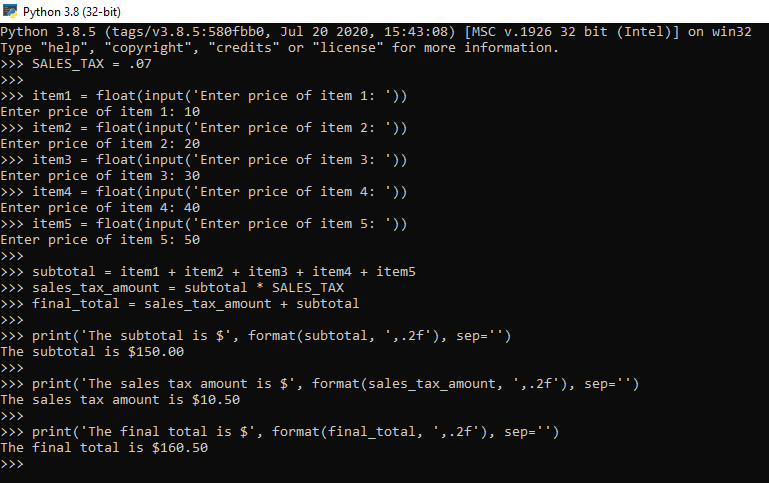 Python 3.8 (32-bit)
Python 3.8.5 (tags/v3.8.5:580fbb0, Jul 20 2020, 15:43:08) [MSC v.1926 32 bit (Intel)] on win32
Type "help", "copyright", "credits" or "license" for more information.
>>> SALES_TAX = .07
>>>
>>> item1 = float(input('Enter price of item 1: '))
Enter price of item 1: 10
>>> item2 = float(input('Enter price of item 2: '))
Enter price of item 2: 20
>>> item3 = float(input('Enter price of item 3: '))
Enter price of item 3: 30
>>> item4 = float(input('Enter price of item 4: '))
Enter price of item 4: 40
>>> item5 = float(input('Enter price of item 5: '))
Enter price of item 5: 50
>>>
>>> subtotal = item1 + item2 + item3 + item4 + item5
>>> sales_tax_amount = subtotal * SALES_TAX
>>> final_total = sales_tax_amount + subtotal
>>>
>>> print('The subtotal is $', format(subtotal, ',.2f'), sep='')
The subtotal is $150.00
>>>
>>> print('The sales tax amount is $', format(sales_tax_amount, ',.2f'), sep='')
The sales tax amount is $10.50
>>>
>>> print('The final total is $', format(final_total, ',.2f'), sep='')
The final total is $160.50
>>>